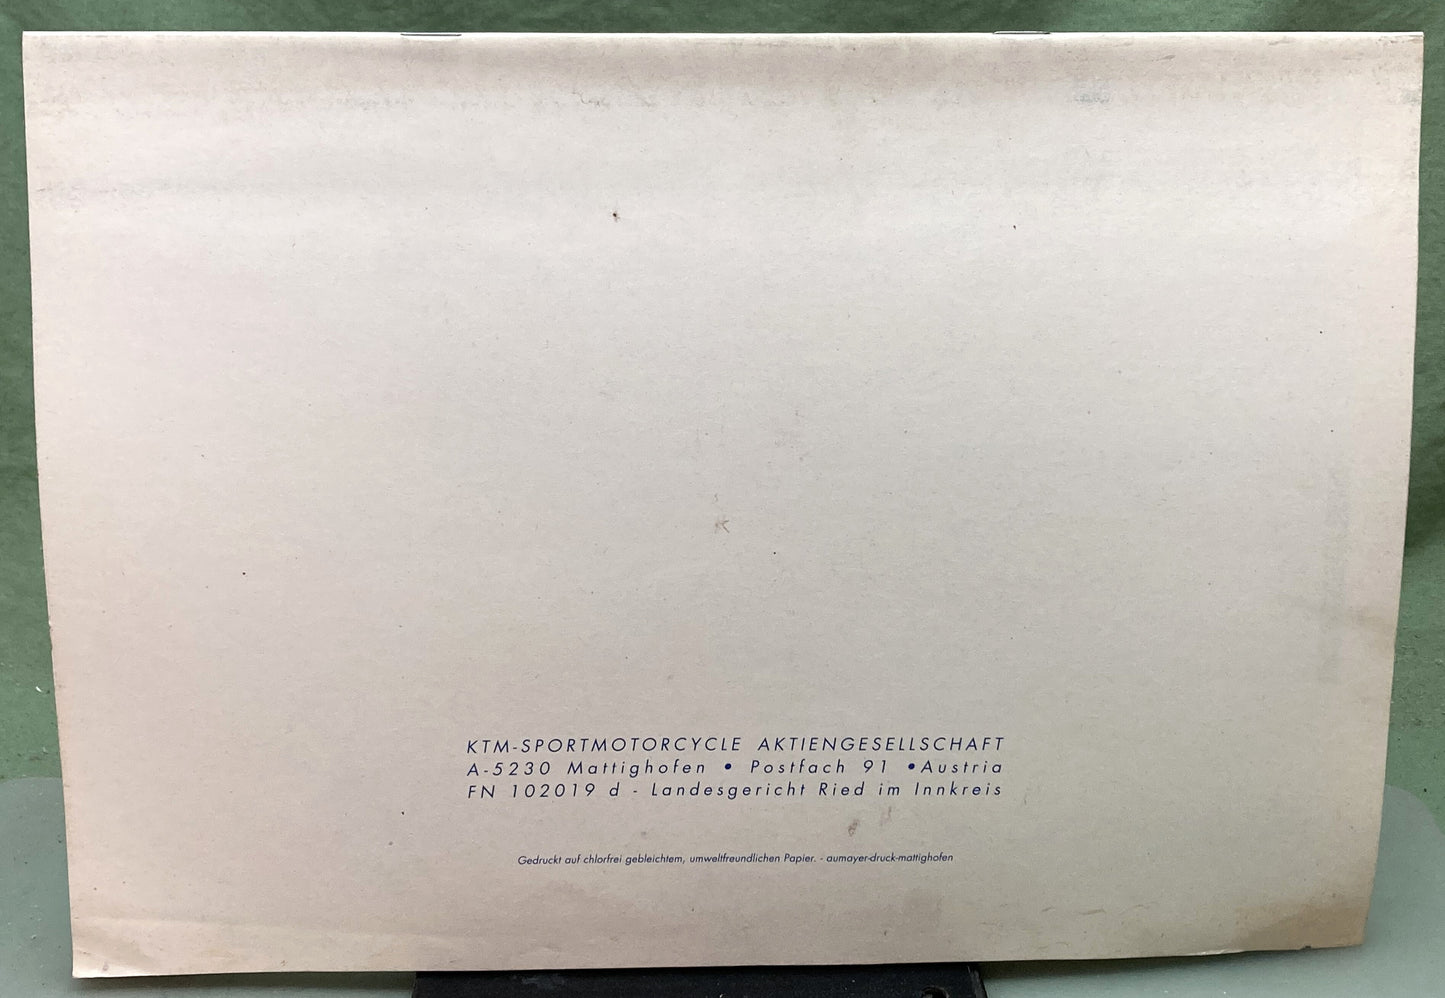 KTM-SPORTMOTORCYCLE AKTIENGESELLSCHAFT
A-5230 Mattighofen • Postfach 91 •Austria
FN 102019 d - Landesgericht Ried im Innkreis
Gedruckt auf chlorfrei gebleichtem, umweltfreundlichen Papier. - aumayer-druck-mattighofen